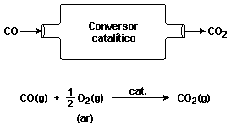 CO Conversor catalítico CO₂
CO(g) + 1/2 O₂(g) cat. CO₂(g)
(ar)